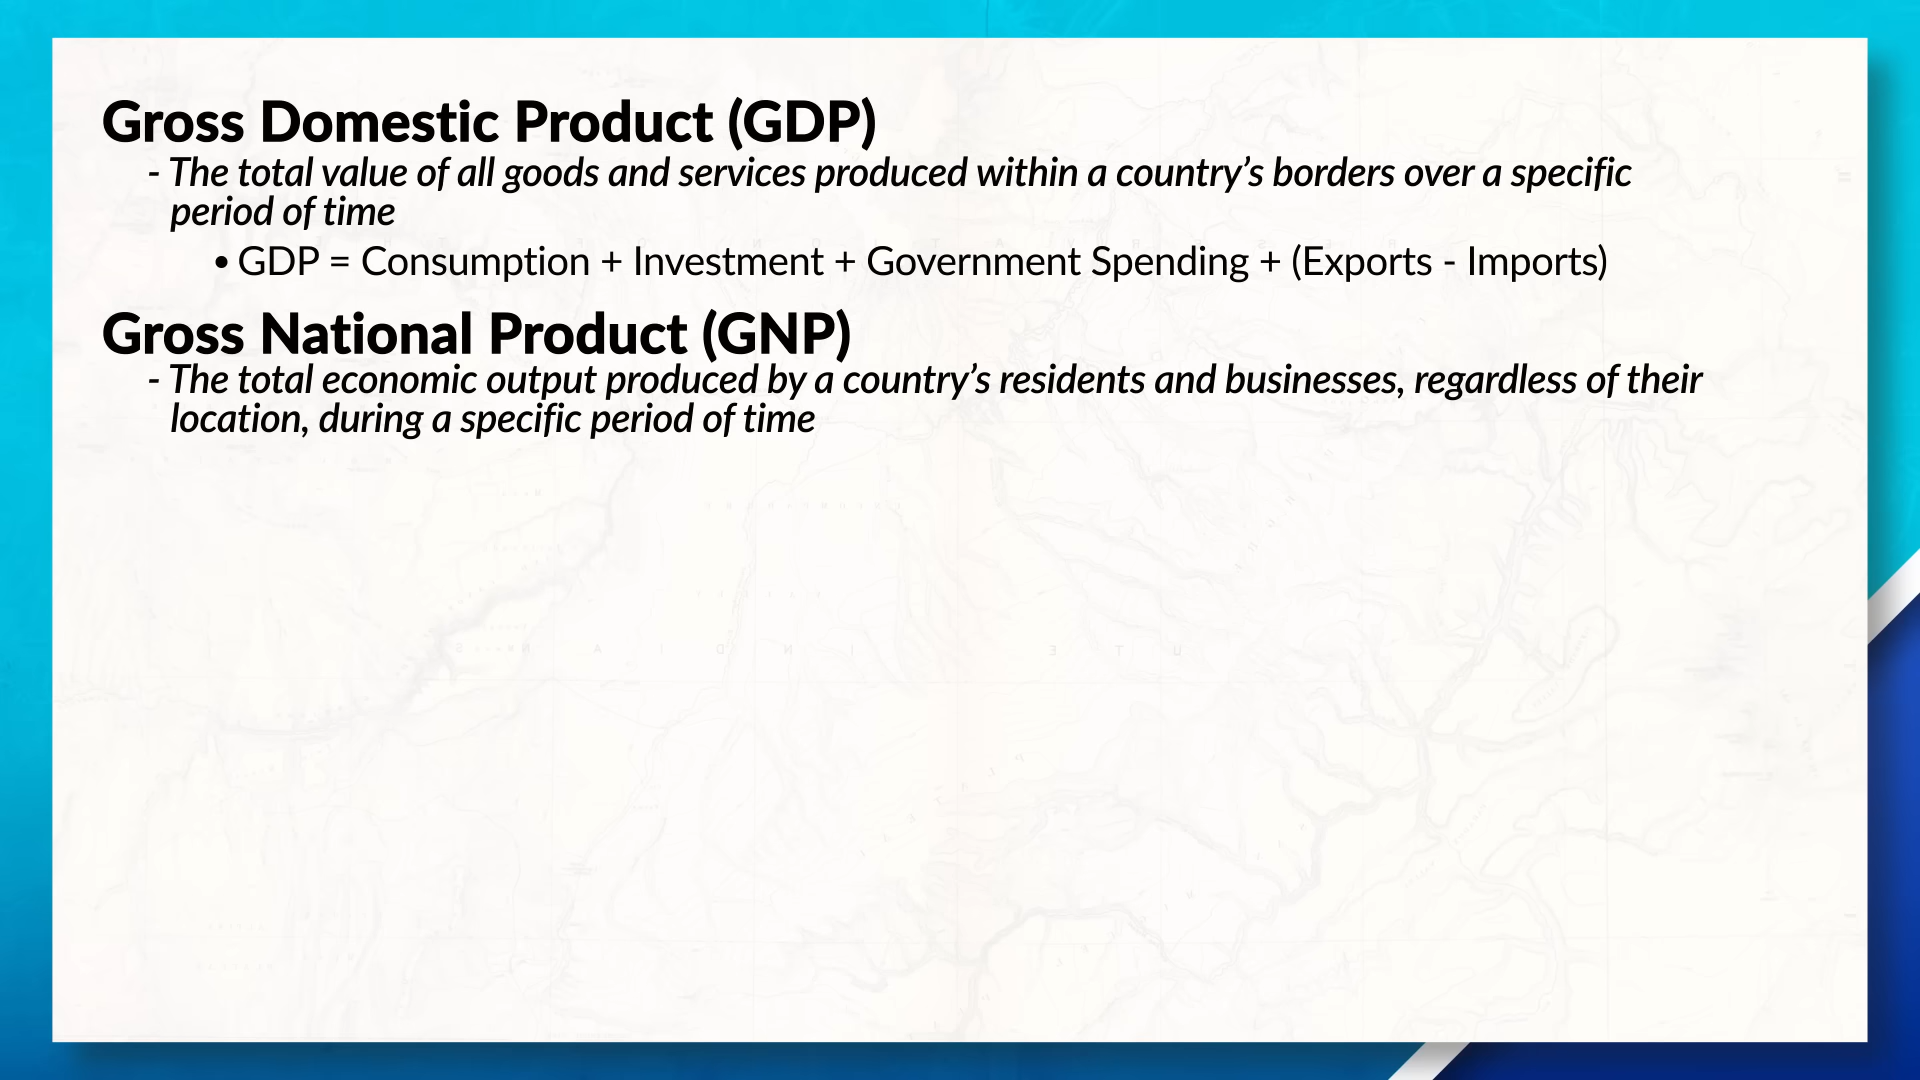 Gross Domestic Product (GDP)
- The total value of all goods and services produced within a country’s borders over a specific
period of time
• GDP = Consumption + Investment + Government Spending + (Exports - Imports)
Gross National Product (GNP)
- The total economic output produced by a country’s residents and businesses, regardless of their
location, during a specific period of time